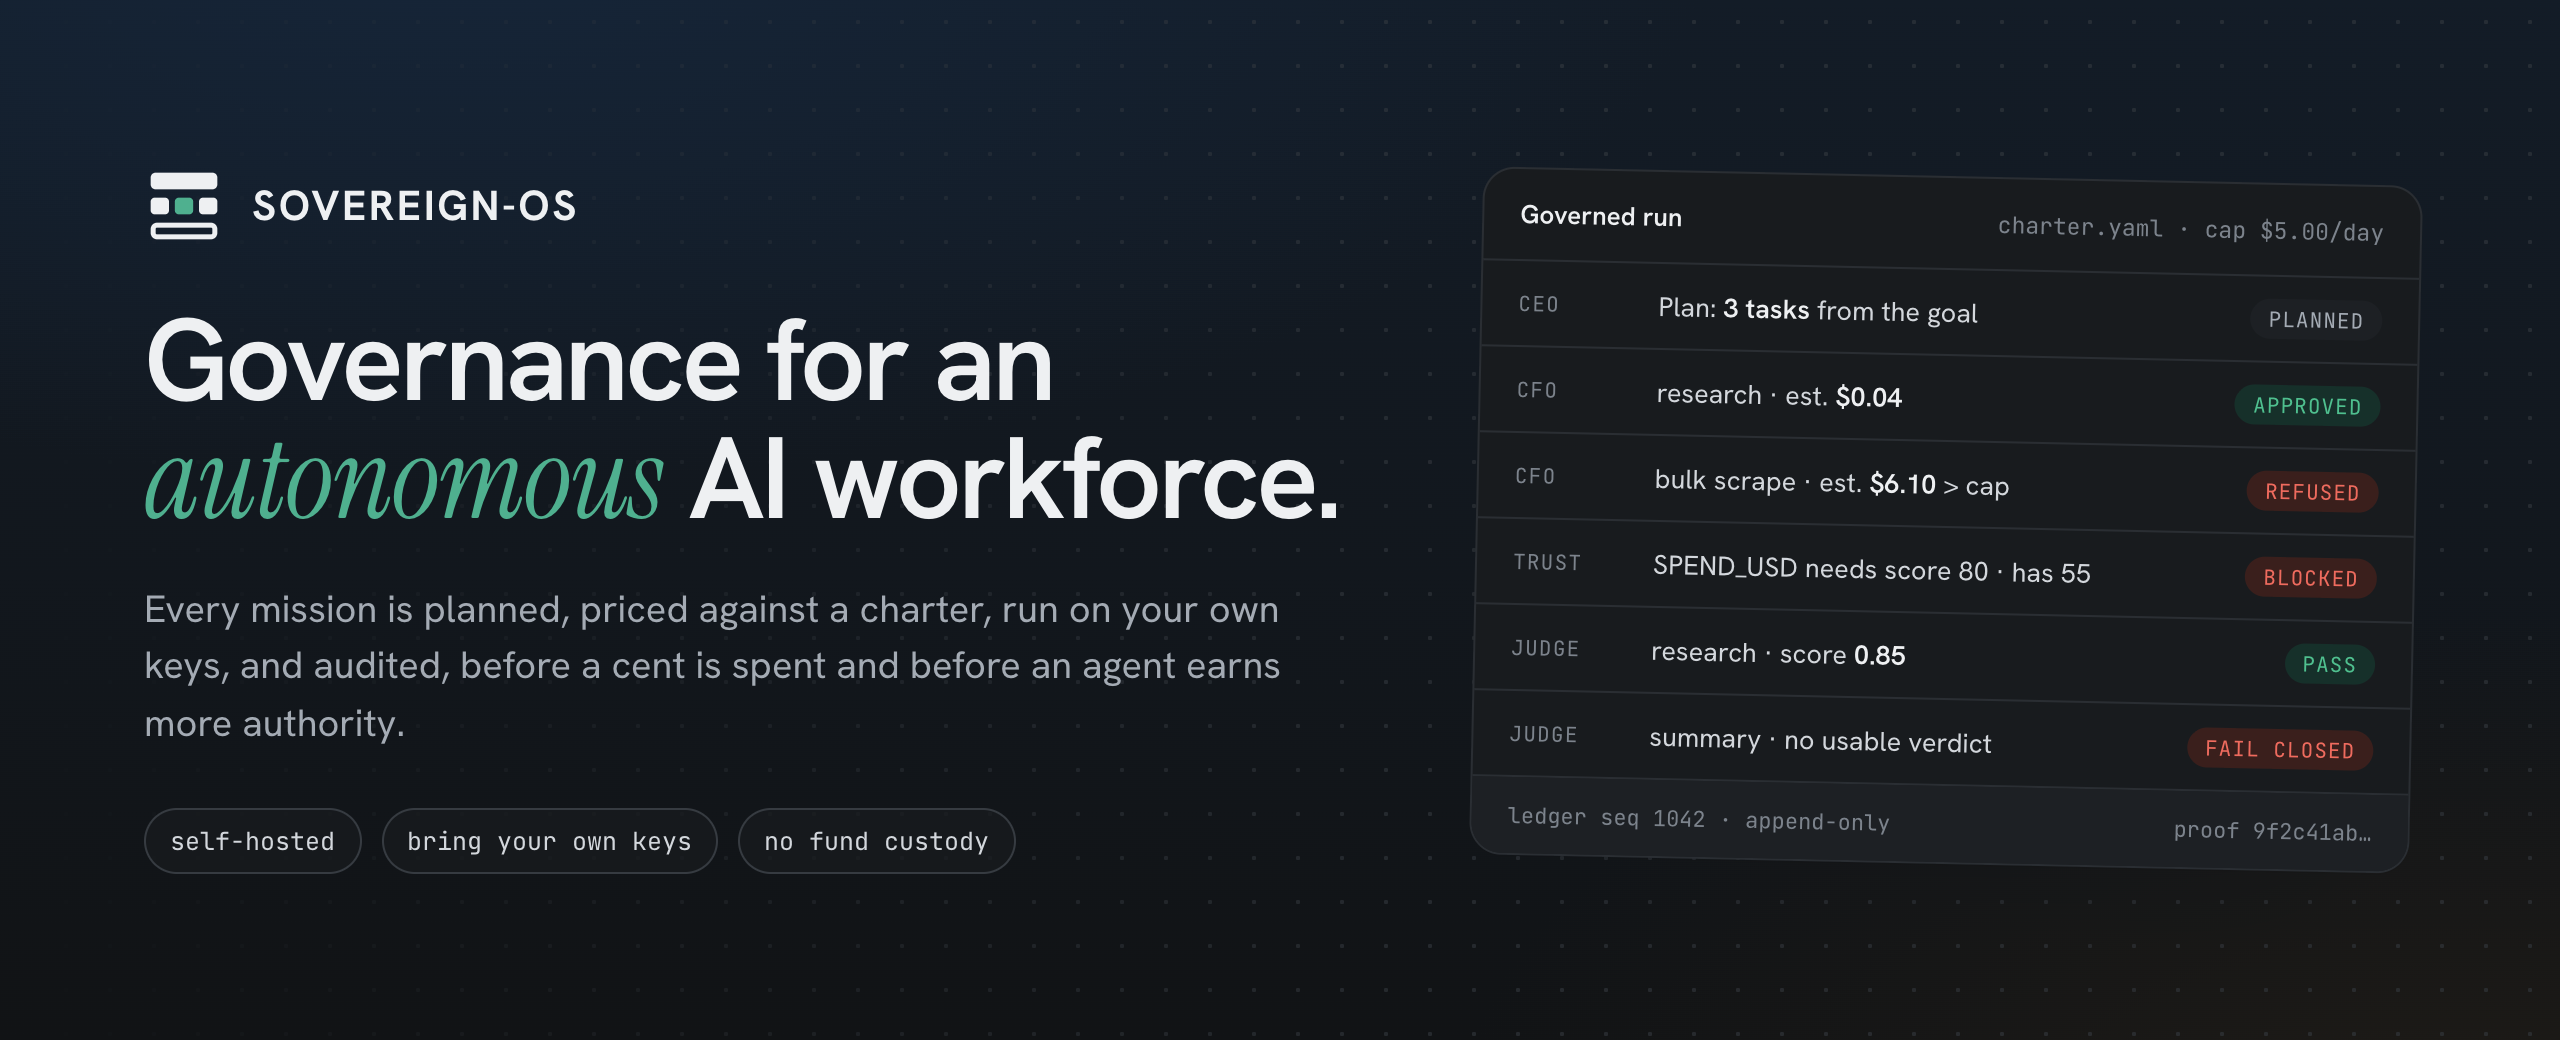 SOVEREIGN-OS
Governance for an
autonomous AI workforce.
Every mission is planned, priced against a charter, run on your own
keys, and audited, before a cent is spent and before an agent earns
more authority.
self-hosted
bring your own keys
no fund custody
Governed run
charter.yaml · cap $5.00/day
CEO Plan: 3 tasks from the goal PLANNED
CFO research · est. $0.04 APPROVED
CFO bulk scrape · est. $6.10 > cap REFUSED
TRUST SPEND_USD needs score 80 · has 55 BLOCKED
JUDGE research · score 0.85 PASS
JUDGE summary · no usable verdict FAIL CLOSED
ledger seq 1042 · append-only
proof 9f2c41ab…